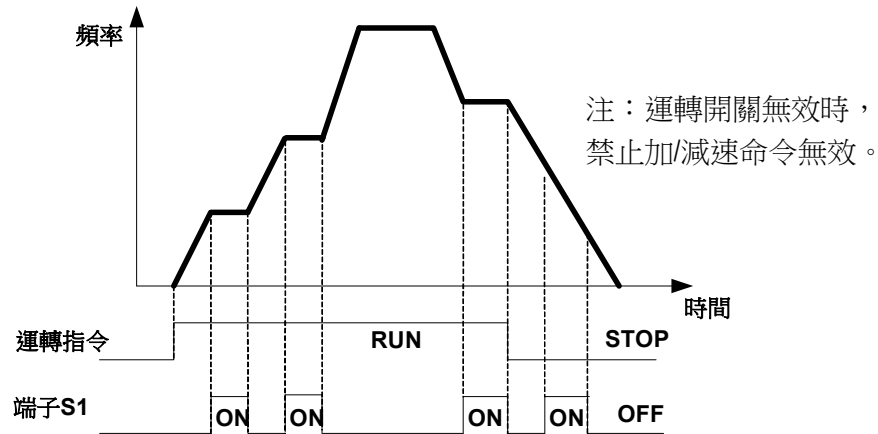 頻率
注：運轉開關無效時，
禁止加/减速命令無效。
時間
運轉指令 RUN STOP
端子S1 ON ON ON ON OFF